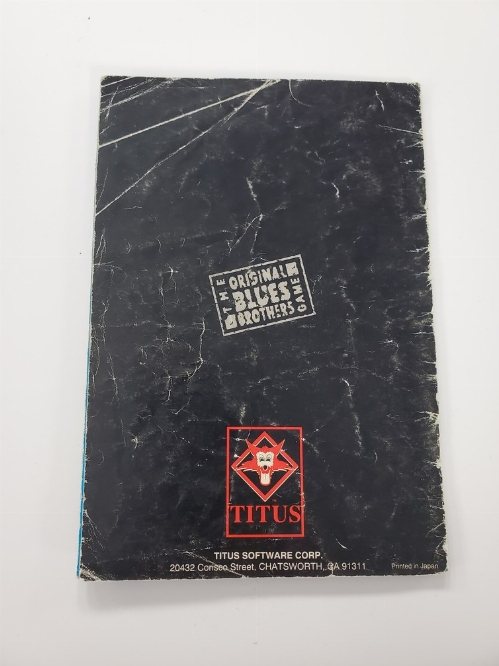 THE ORIGINAL
BLUES
BROTHERS GAME
TITUS
TITUS SOFTWARE CORP.
20432 Corisco Street, CHATSWORTH, CA 91311
Printed in Japan